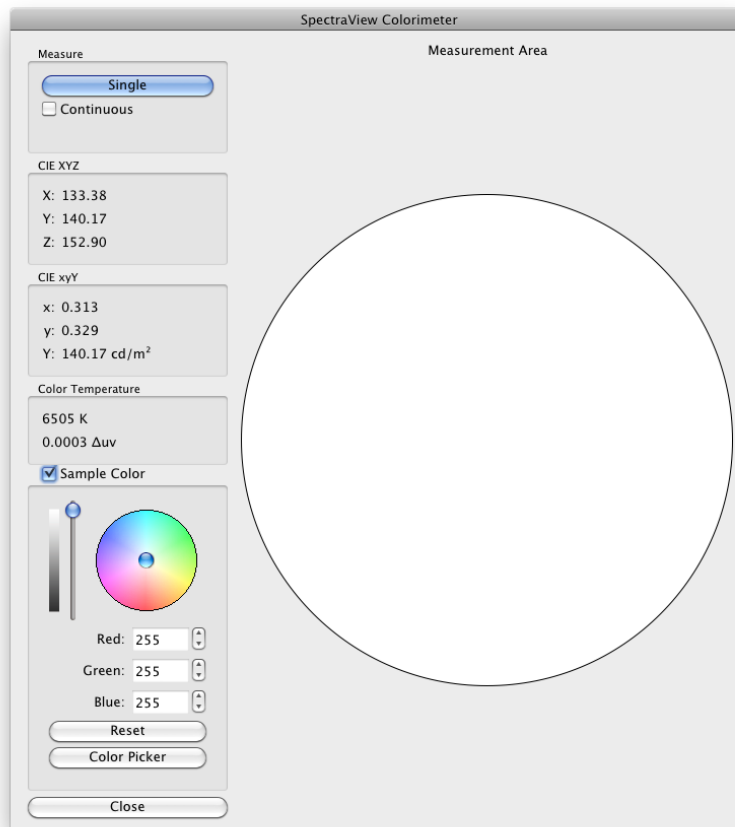 SpectraView Colorimeter
Measure
Single
Continuous
CIE XYZ
X: 133.38
Y: 140.17
Z: 152.90
CIE xyY
x: 0.313
y: 0.329
Y: 140.17 cd/m²
Color Temperature
6505 K
0.0003 Δuv
Sample Color
Red: 255
Green: 255
Blue: 255
Reset
Color Picker
Close
Measurement Area